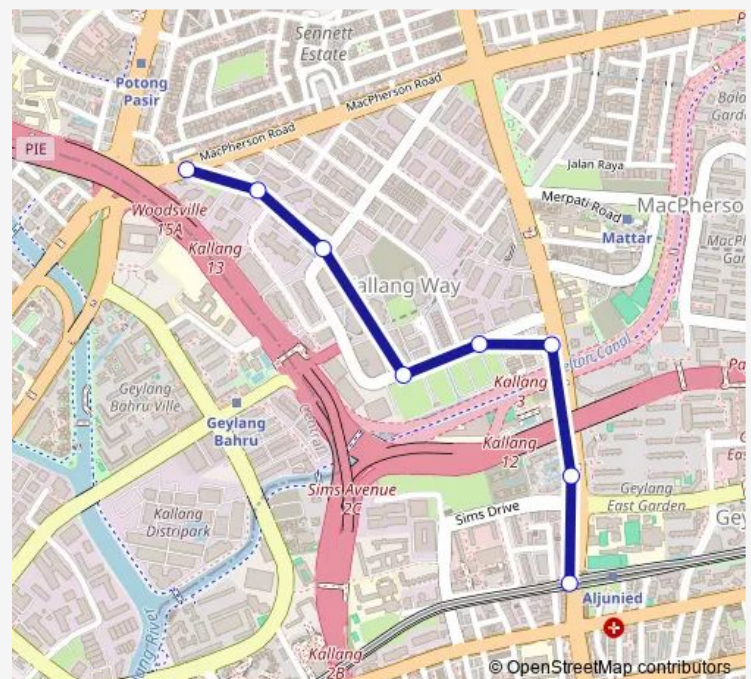 Sennett
Estate
Potong
Pasir
MacPherson Road
MacPherson Road
PIE
Jalan Raya
Merpati Road
MacPherso
Woodsville
15A
Kallang
13
Mattar
allang Way
Kallang
3
Geylang
Bahru Ville
Geylang
Bahru
Kallang
12
Sims Avenue
2C
Geylang
East Garden
Kallang
Distripark
Sims Drive
Aljunied
Kallang
2B
© OpenStreetMap contributors